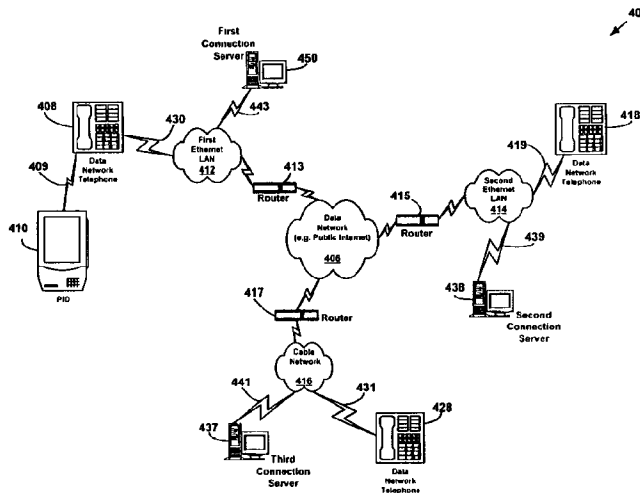 40
First
Connection
Server
450
408
430
443
418
Data
Network
Telephone
First
Ethernet
LAN
412
413
Router
419
Data
Network
Telephone
409
415
Router
Second
Ethernet
LAN
414
Data
Network
(e.g. Public Internet)
406
439
410
PID
438
Second
Connection
Server
417
Router
Cable
Network
416
441
431
437
428
Third
Connection
Server
Data
Network
Telephone